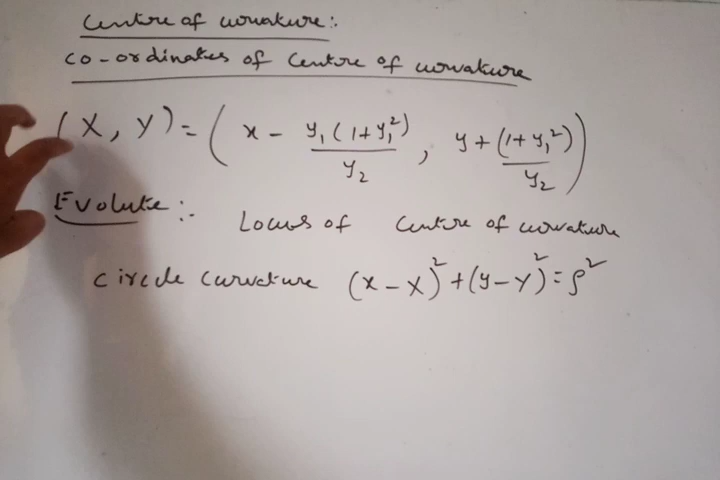 Centre of curvature:
co-ordinates of centre of curvature
(X, Y) = ( x - y₁(1+y₁²)/y₂ , y + (1+y₁²)/y₂ )
Evolute :- Locus of centre of curvature
circle curvature (x-X)² + (y-Y)² = ρ²